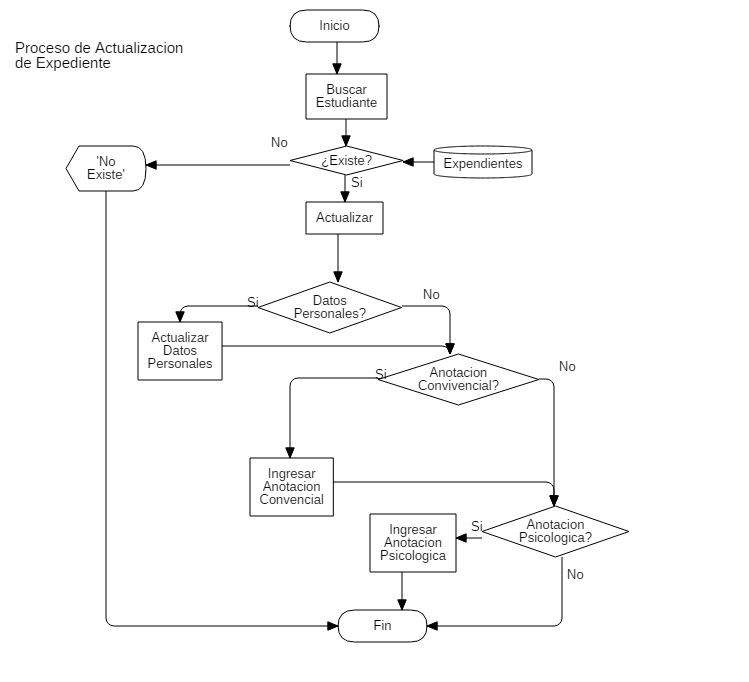 Inicio
Proceso de Actualizacion
de Expediente
Buscar
Estudiante
No
'No
Existe'
¿Existe?
Expendientes
Si
Actualizar
Si
Datos
Personales?
No
Actualizar
Datos
Personales
Si
Anotacion
Convivencial?
No
Ingresar
Anotacion
Convencial
Ingresar
Anotacion
Psicologica
Si
Anotacion
Psicologica?
No
Fin